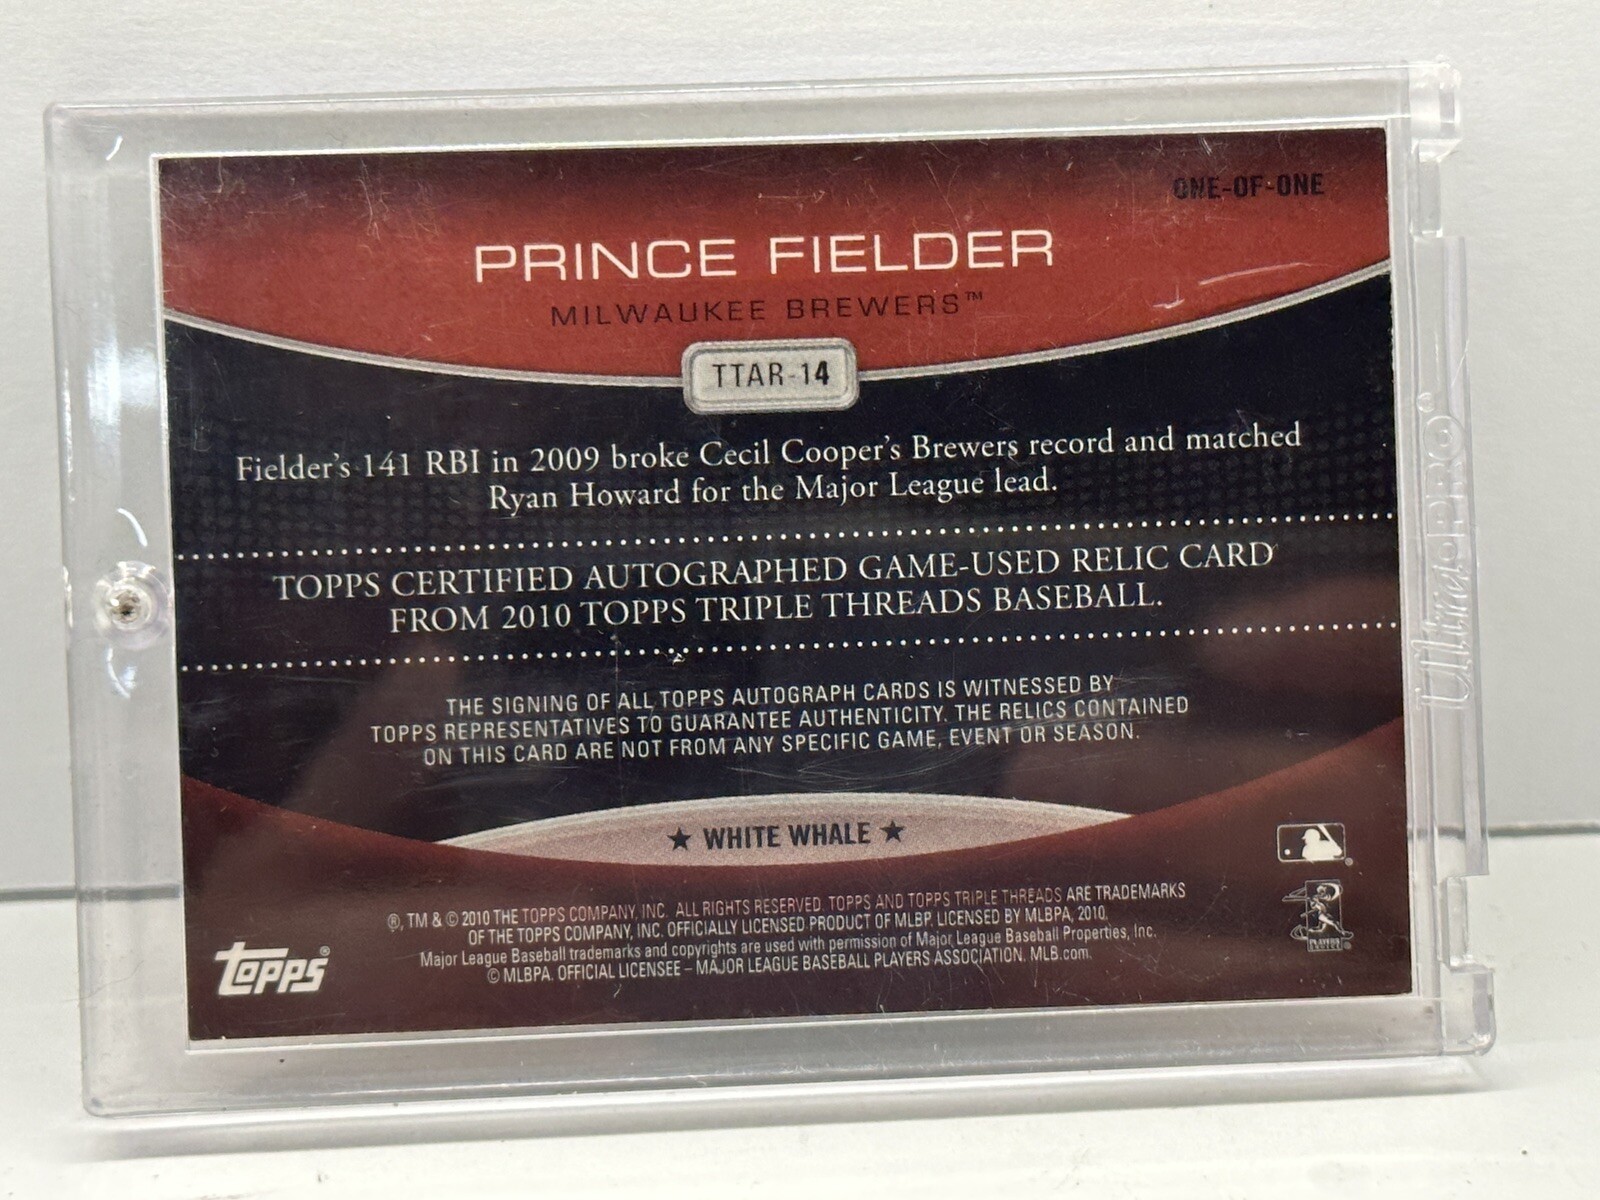 ONE-OF-ONE
PRINCE FIELDER
MILWAUKEE BREWERS™
TTAR-14
Fielder's 141 RBI in 2009 broke Cecil Cooper's Brewers record and matched
Ryan Howard for the Major League lead.
TOPPS CERTIFIED AUTOGRAPHED GAME-USED RELIC CARD
FROM 2010 TOPPS TRIPLE THREADS BASEBALL.
THE SIGNING OF ALL TOPPS AUTOGRAPH CARDS IS WITNESSED BY
TOPPS REPRESENTATIVES TO GUARANTEE AUTHENTICITY. THE RELICS CONTAINED
ON THIS CARD ARE NOT FROM ANY SPECIFIC GAME, EVENT OR SEASON.
★ WHITE WHALE ★
®, TM & © 2010 THE TOPPS COMPANY, INC. ALL RIGHTS RESERVED. TOPPS AND TOPPS TRIPLE THREADS ARE TRADEMARKS
OF THE TOPPS COMPANY, INC. OFFICIALLY LICENSED PRODUCT OF MLBP. LICENSED BY MLBPA, 2010.
Major League Baseball trademarks and copyrights are used with permission of Major League Baseball Properties, Inc.
© MLBPA. OFFICIAL LICENSEE – MAJOR LEAGUE BASEBALL PLAYERS ASSOCIATION. MLB.com.
topps®
Ultra•PRO®